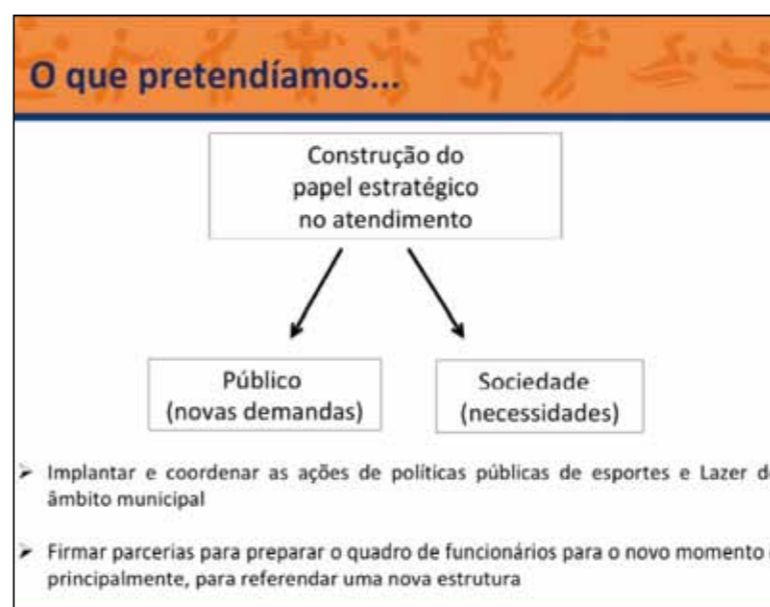 O que pretendíamos...
Construção do
papel estratégico
no atendimento
Público
(novas demandas)
Sociedade
(necessidades)
➤ Implantar e coordenar as ações de políticas públicas de esportes e Lazer
âmbito municipal
➤ Firmar parcerias para preparar o quadro de funcionários para o novo momento
principalmente, para referendar uma nova estrutura